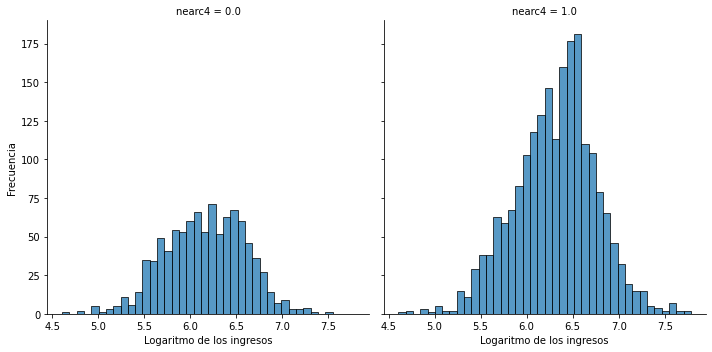 nearc4 = 0.0
nearc4 = 1.0
Frecuencia
175
150
125
100
75
50
25
0
4.5 5.0 5.5 6.0 6.5 7.0 7.5
4.5 5.0 5.5 6.0 6.5 7.0 7.5
Logaritmo de los ingresos
Logaritmo de los ingresos